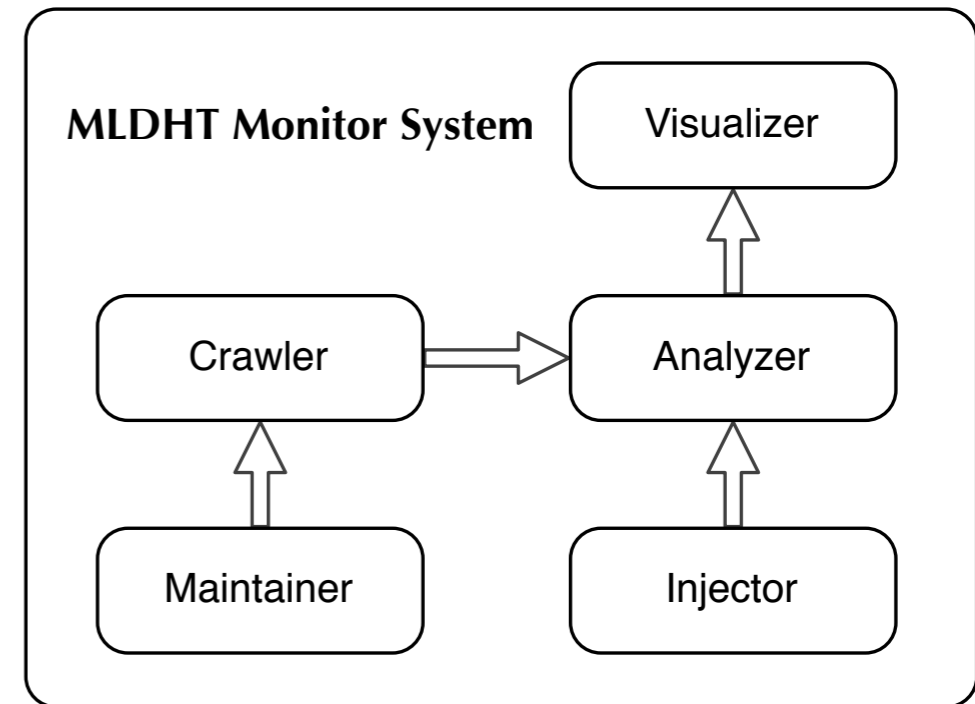 MLDHT Monitor System
Visualizer
Crawler
Analyzer
Maintainer
Injector